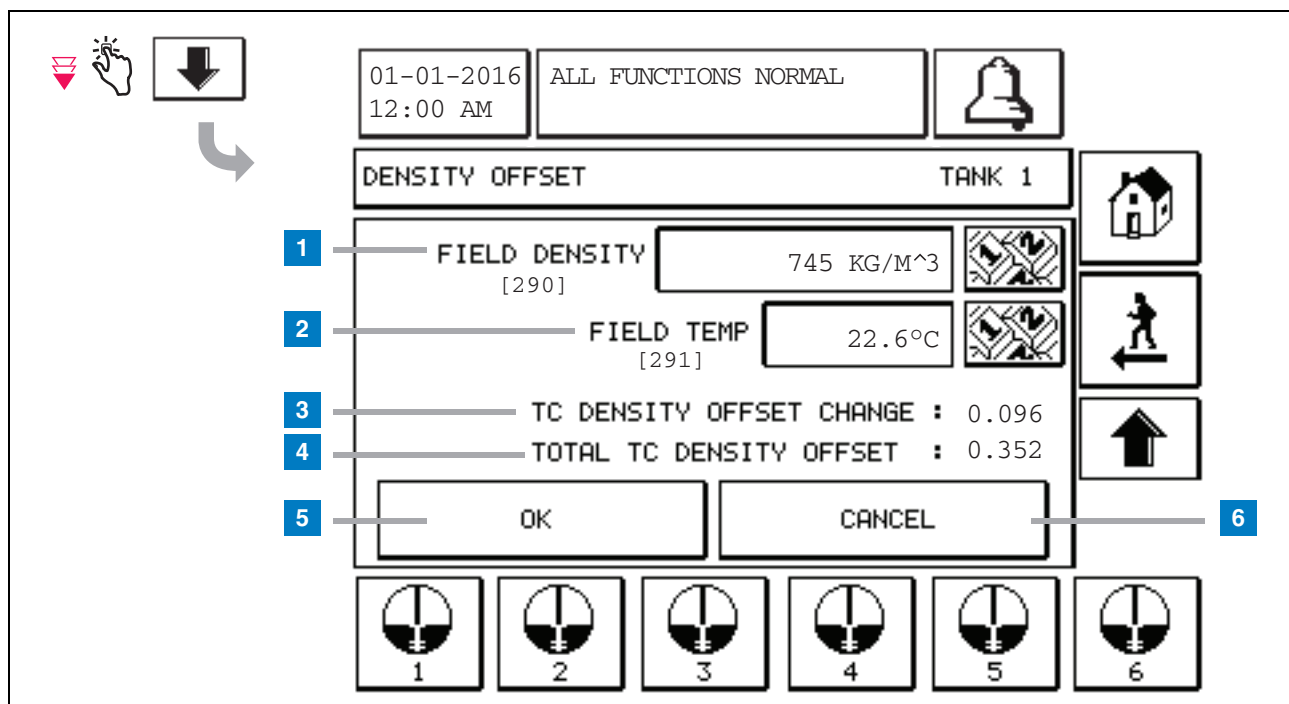 01-01-2016
12:00 AM
ALL FUNCTIONS NORMAL
DENSITY OFFSET TANK 1
1 FIELD DENSITY 745 KG/M^3
[290]
2 FIELD TEMP 22.6°C
[291]
3 TC DENSITY OFFSET CHANGE : 0.096
4 TOTAL TC DENSITY OFFSET : 0.352
5 OK CANCEL 6
1 2 3 4 5 6